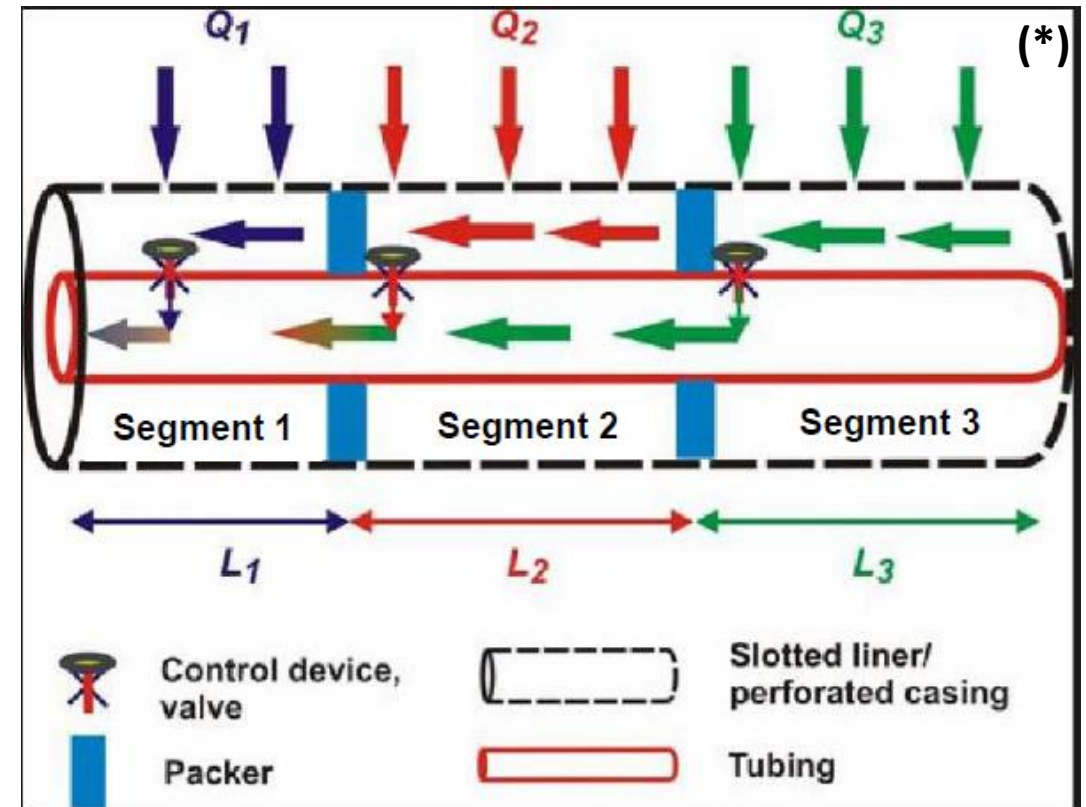 Q1 Q2 Q3 (*)
Segment 1 Segment 2 Segment 3
L1 L2 L3
Control device,
valve
Slotted liner/
perforated casing
Packer
Tubing